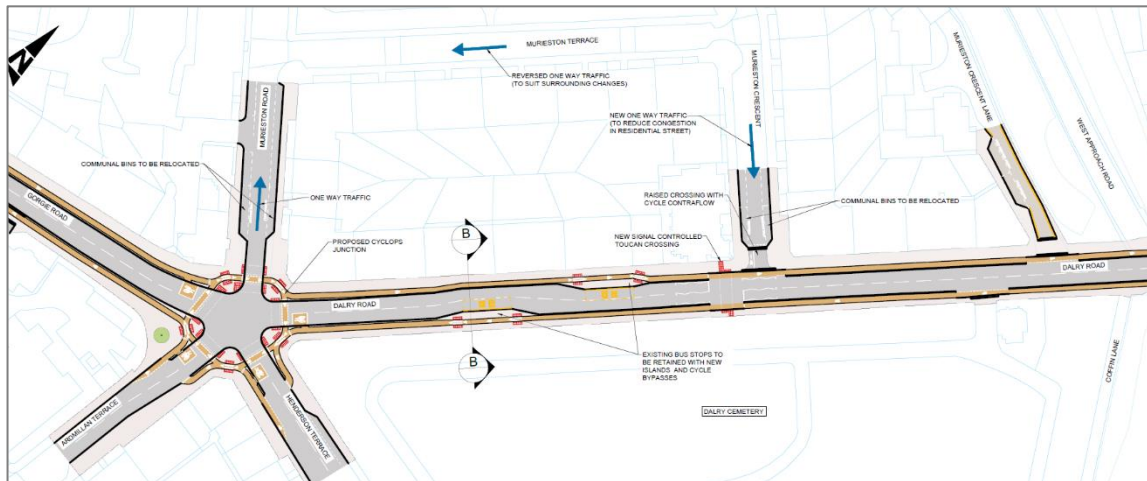 N
MURIESTON TERRACE
REVERSED ONE WAY TRAFFIC
(TO SUIT SURROUNDING CHANGES)
MURIESTON CRESCENT
MURIESTON CRESCENT LANE
WEST APPROACH ROAD
MURIESTON ROAD
NEW ONE WAY TRAFFIC
(TO REDUCE CONGESTION
IN RESIDENTIAL STREET)
COMMUNAL BINS TO BE RELOCATED
ONE WAY TRAFFIC
GORGIE ROAD
RAISED CROSSING WITH
CYCLE CONTRAFLOW
COMMUNAL BINS TO BE RELOCATED
PROPOSED CYCLOPS
JUNCTION
B
NEW SIGNAL CONTROLLED
TOUCAN CROSSING
DALRY ROAD
DALRY ROAD
B
EXISTING BUS STOPS TO
BE RETAINED WITH NEW
ISLANDS AND CYCLE
BYPASSES
COFFIN LANE
ARDMILLAN TERRACE
HENDERSON TERRACE
DALRY CEMETERY